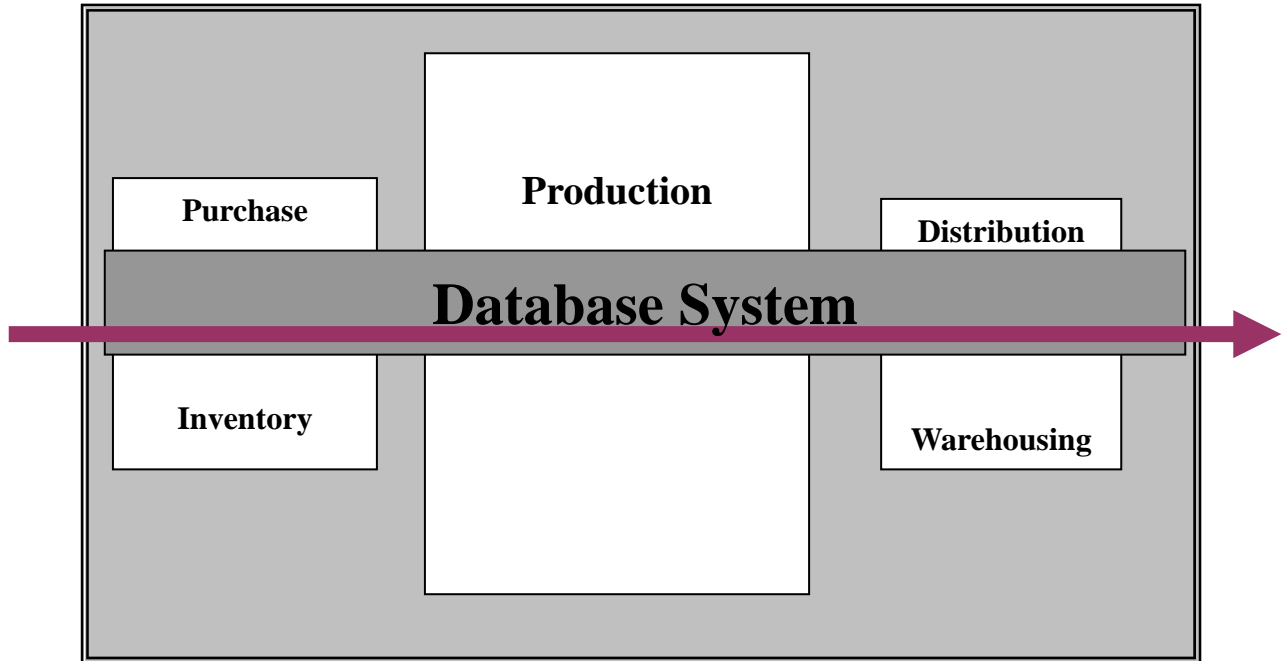 Production
Purchase
Distribution
Database System
Inventory
Warehousing